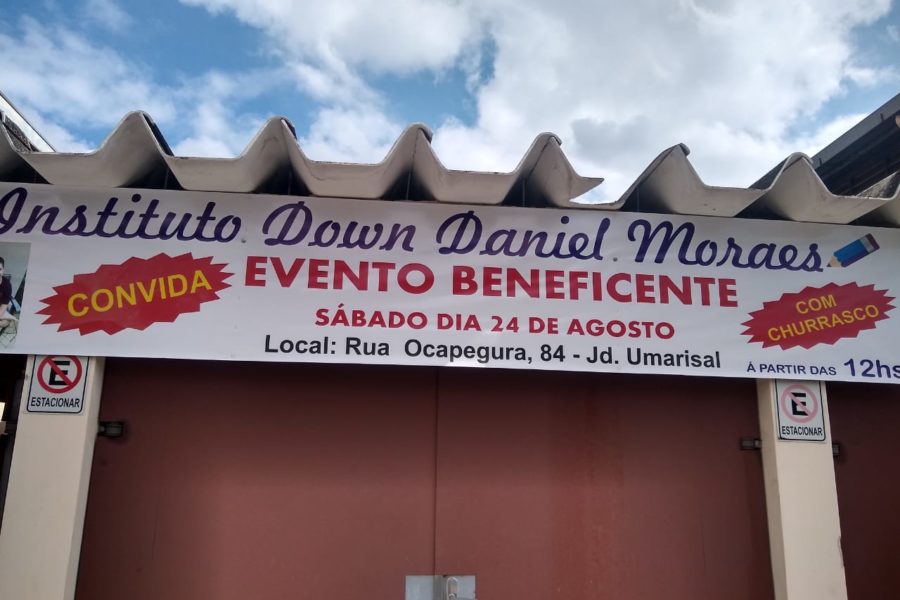 Instituto Down Daniel Moraes
CONVIDA
EVENTO BENEFICENTE
SÁBADO DIA 24 DE AGOSTO
Local: Rua Ocapegura, 84 - Jd. Umarisal
COM
CHURRASCO
À PARTIR DAS 12hs
E
ESTACIONAR
E
ESTACIONAR